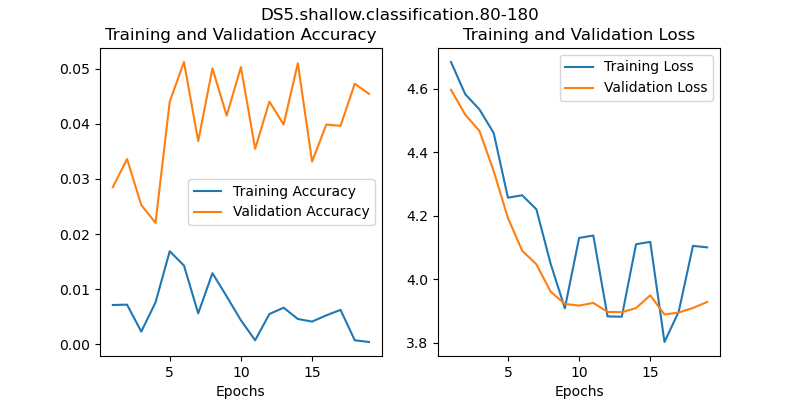 DS5.shallow.classification.80-180
Training and Validation Accuracy
0.05
0.04
0.03
0.02
0.01
0.00
Training Accuracy
Validation Accuracy
5
10
15
Epochs
Training and Validation Loss
4.6
4.4
4.2
4.0
3.8
Training Loss
Validation Loss
5
10
15
Epochs